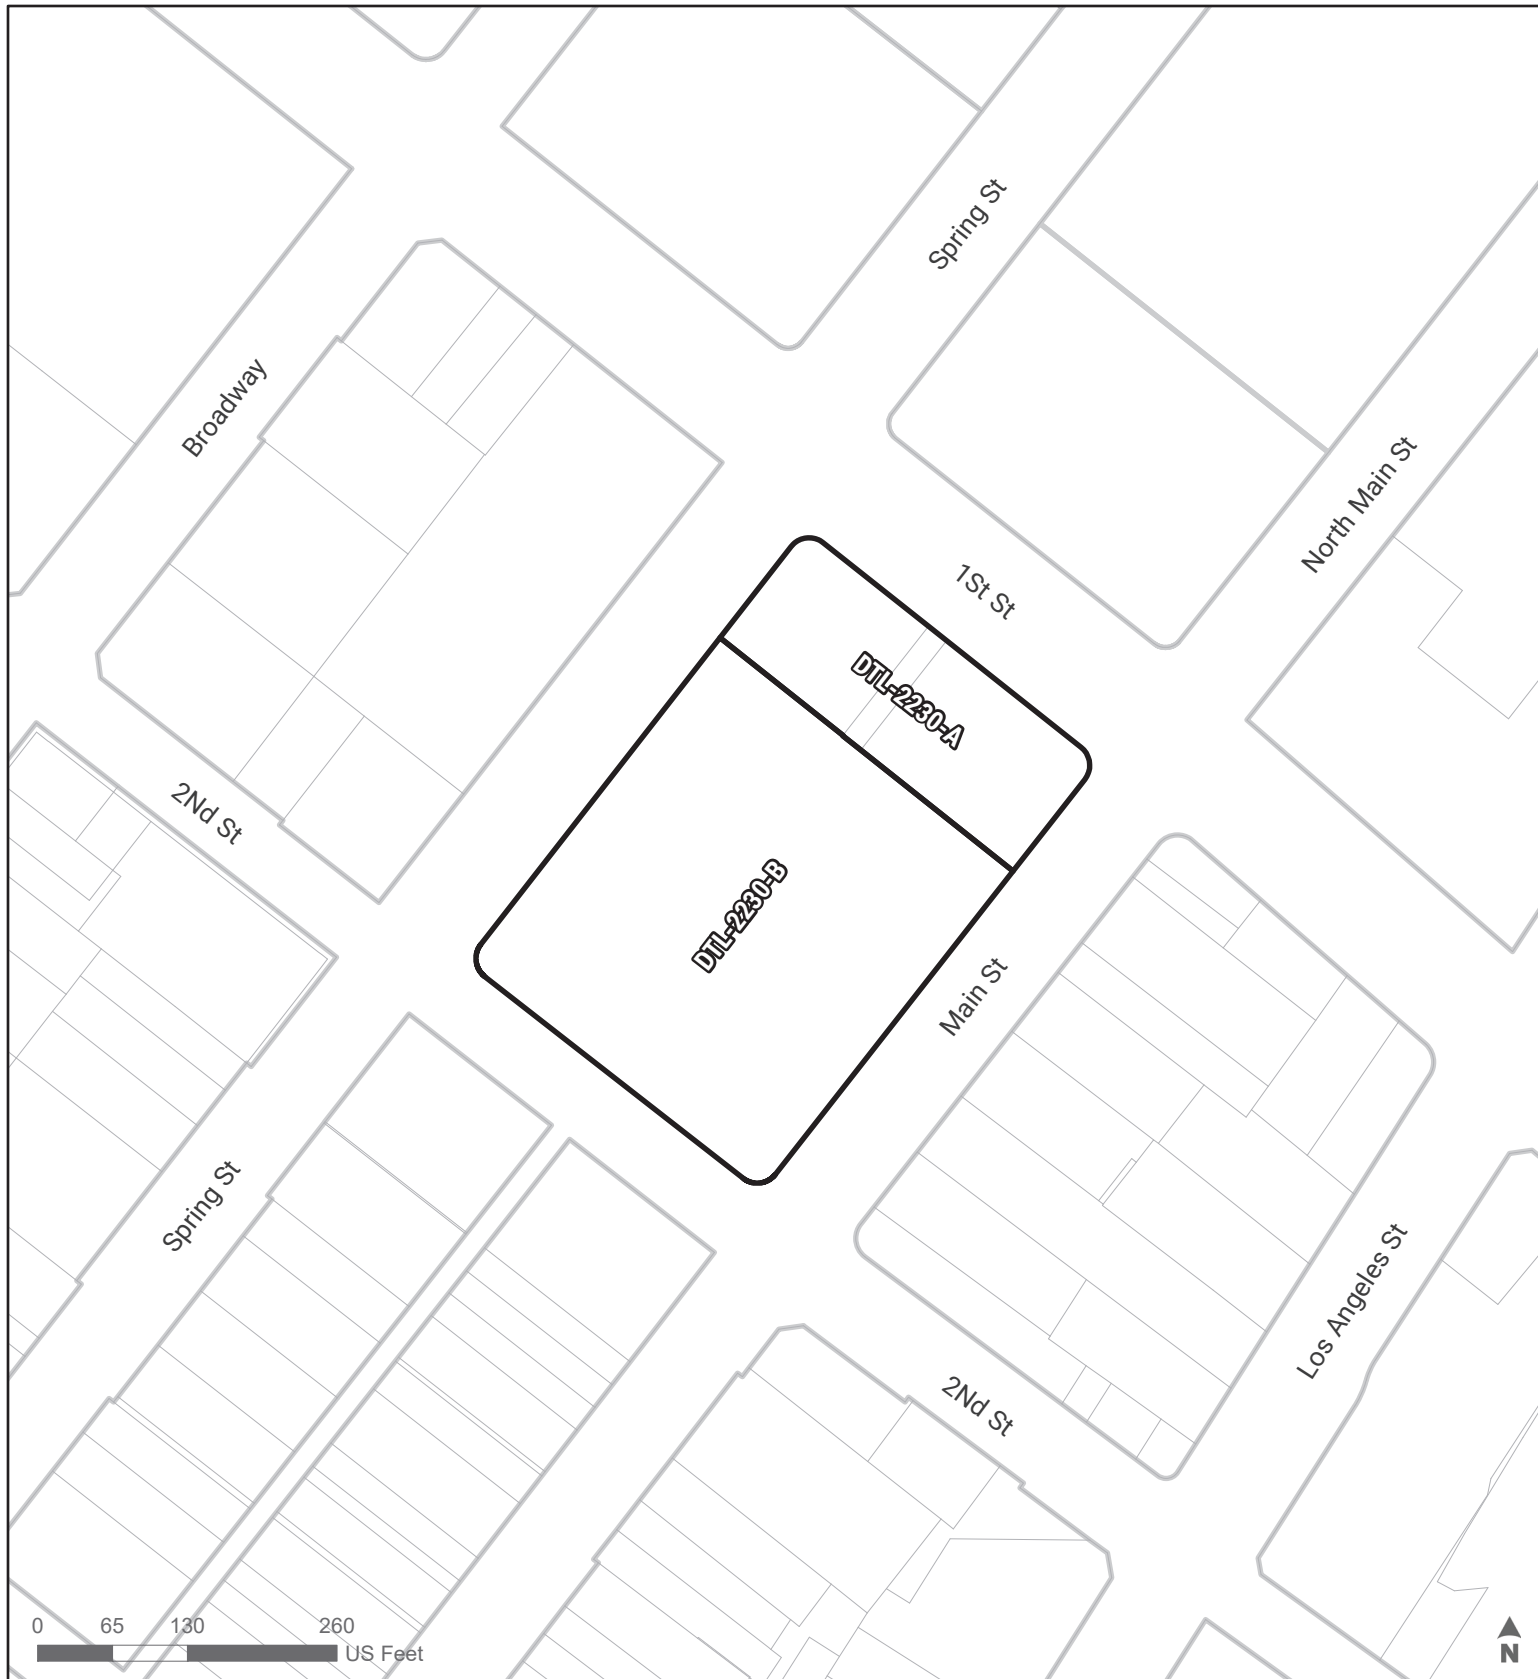 Spring St
Broadway
North Main St
1St St
DTL-2230-A
2Nd St
DTL-2230-B
Main St
Spring St
Los Angeles St
2Nd St
0 65 130 260
US Feet
N